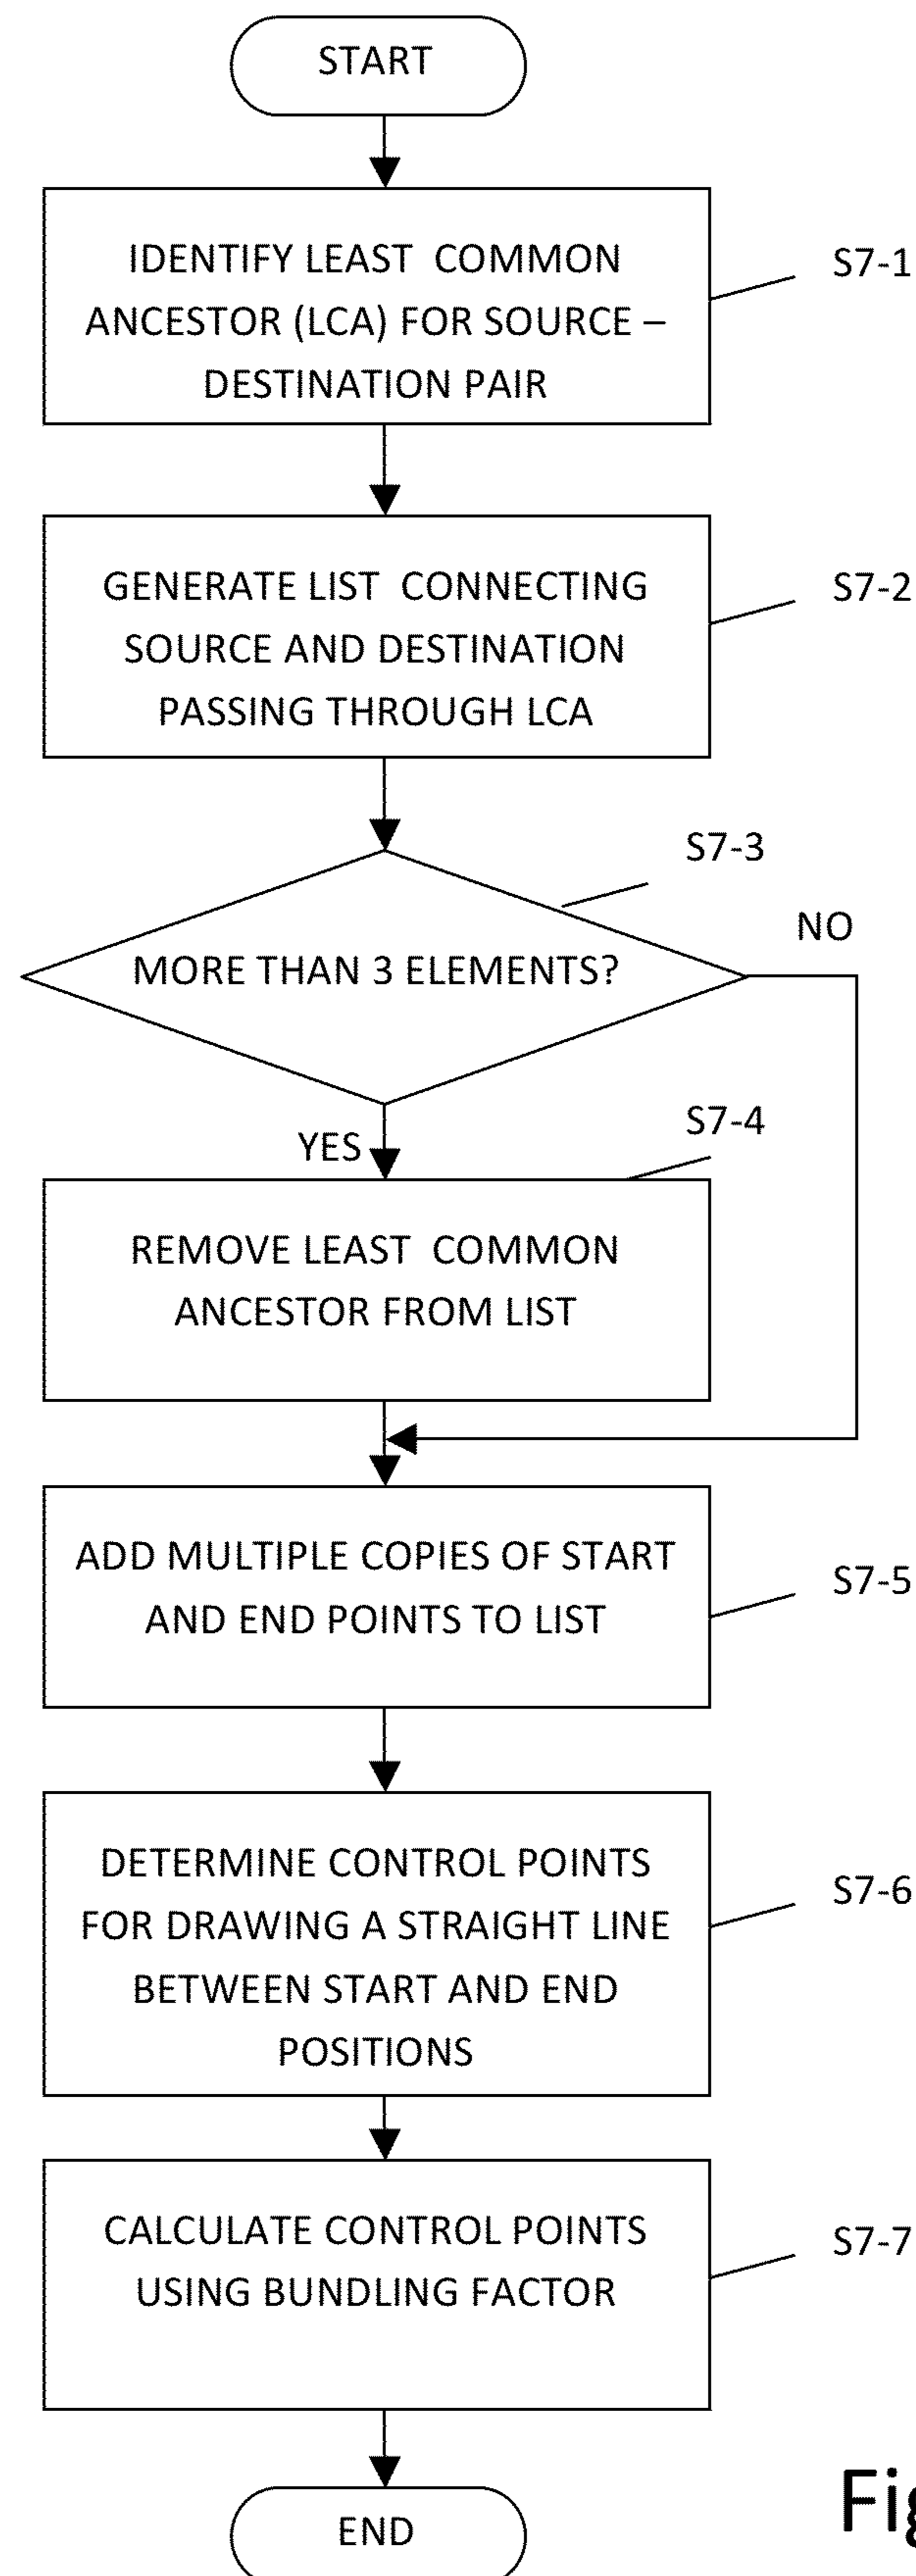 START
IDENTIFY LEAST COMMON
ANCESTOR (LCA) FOR SOURCE –
DESTINATION PAIR
S7-1
GENERATE LIST CONNECTING
SOURCE AND DESTINATION
PASSING THROUGH LCA
S7-2
S7-3
MORE THAN 3 ELEMENTS?
NO
YES
S7-4
REMOVE LEAST COMMON
ANCESTOR FROM LIST
ADD MULTIPLE COPIES OF START
AND END POINTS TO LIST
S7-5
DETERMINE CONTROL POINTS
FOR DRAWING A STRAIGHT LINE
BETWEEN START AND END
POSITIONS
S7-6
CALCULATE CONTROL POINTS
USING BUNDLING FACTOR
S7-7
END